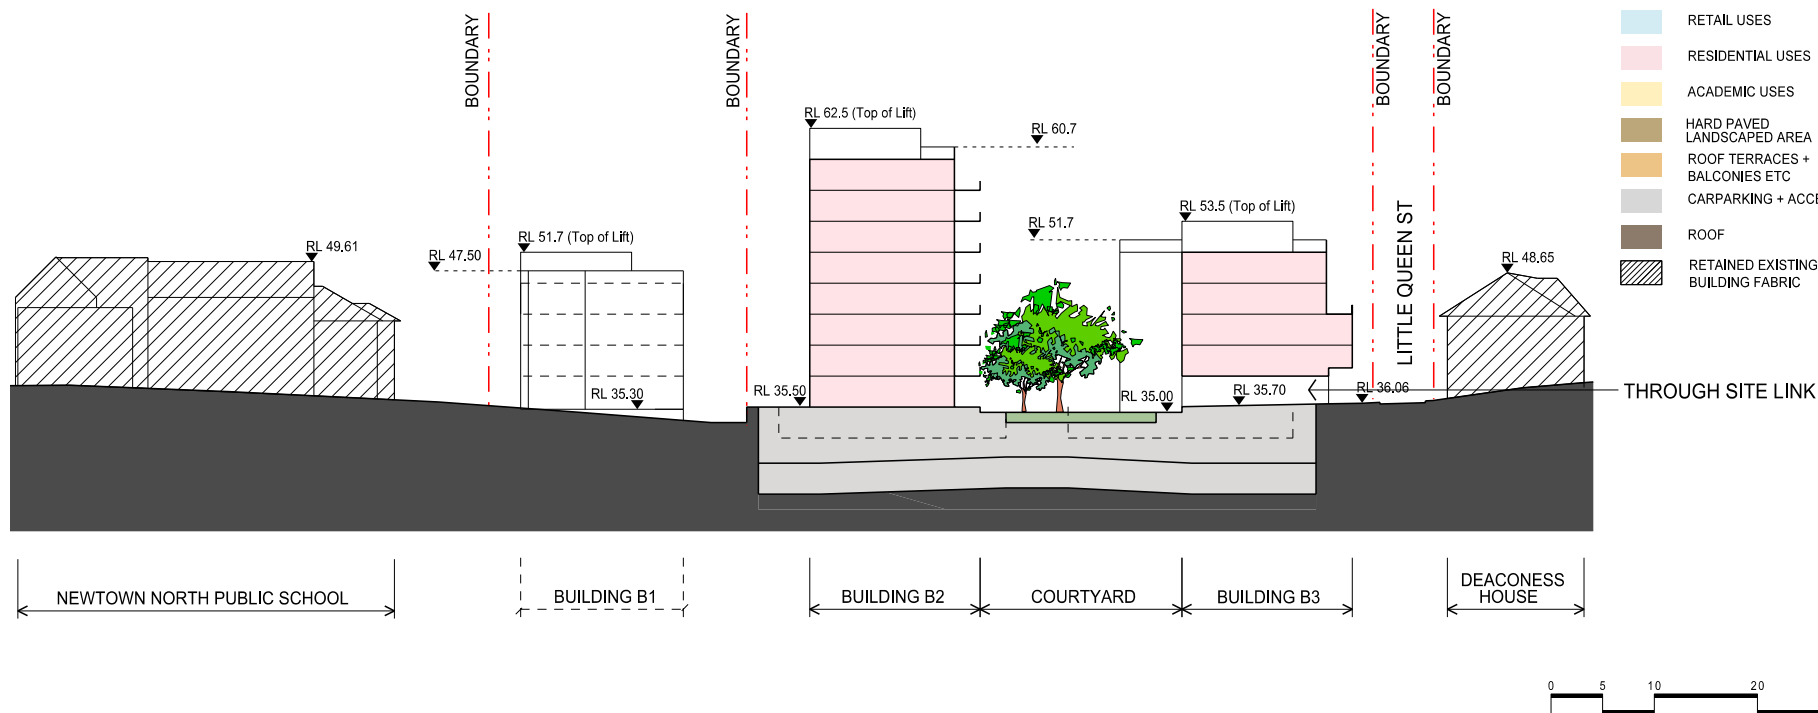 BOUNDARY
BOUNDARY
BOUNDARY
BOUNDARY
RETAIL USES
RESIDENTIAL USES
ACADEMIC USES
HARD PAVED
LANDSCAPED AREA
ROOF TERRACES +
BALCONIES ETC
CARPARKING + ACCE
ROOF
RETAINED EXISTING
BUILDING FABRIC
RL 62.5 (Top of Lift)
RL 60.7
RL 53.5 (Top of Lift)
RL 51.7
RL 51.7 (Top of Lift)
RL 49.61
RL 47.50
RL 48.65
LITTLE QUEEN ST
RL 35.30
RL 35.50
RL 35.00
RL 35.70
RL 36.06
THROUGH SITE LINK
NEWTOWN NORTH PUBLIC SCHOOL
BUILDING B1
BUILDING B2
COURTYARD
BUILDING B3
DEACONESS
HOUSE
0 5 10 20